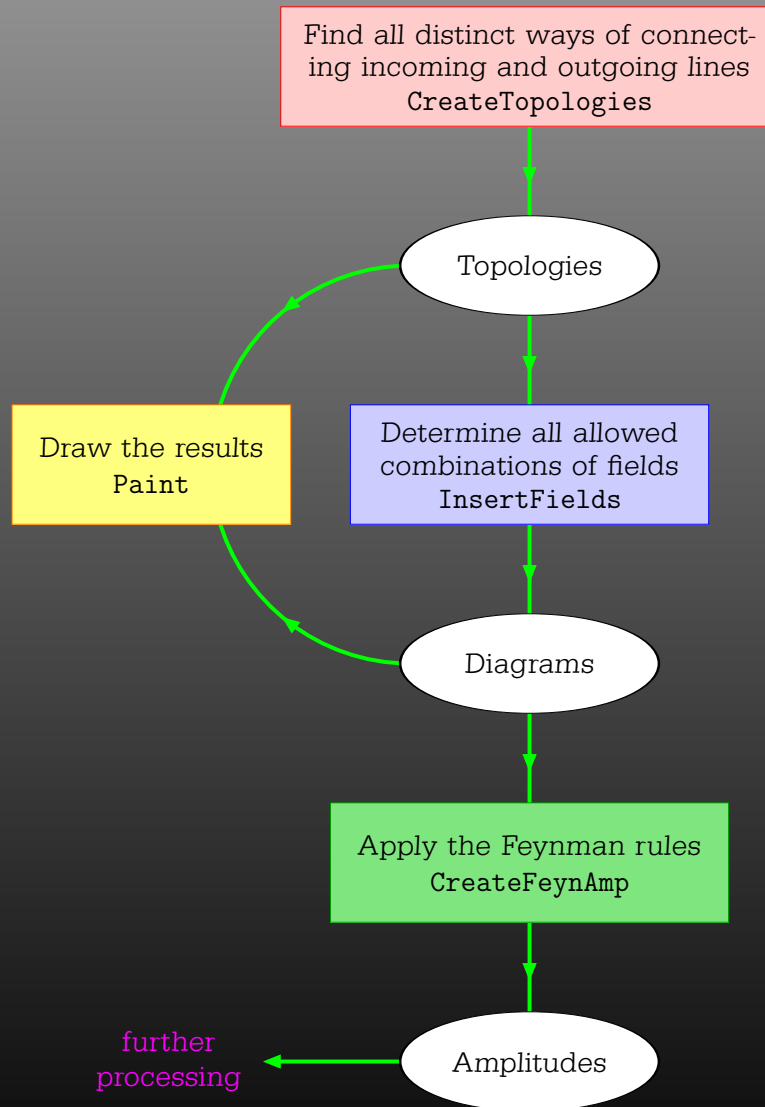 Find all distinct ways of connect-
ing incoming and outgoing lines
CreateTopologies
Topologies
Draw the results
Paint
Determine all allowed
combinations of fields
InsertFields
Diagrams
Apply the Feynman rules
CreateFeynAmp
further
processing
Amplitudes